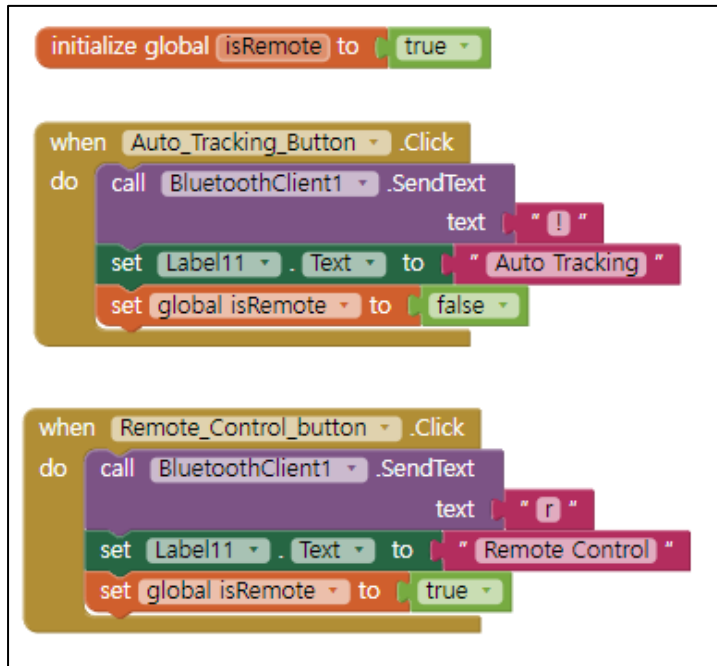 initialize global isRemote to true
when Auto_Tracking_Button .Click
do call BluetoothClient1 .SendText
text " ! "
set Label11 . Text to " Auto Tracking "
set global isRemote to false
when Remote_Control_button .Click
do call BluetoothClient1 .SendText
text " r "
set Label11 . Text to " Remote Control "
set global isRemote to true